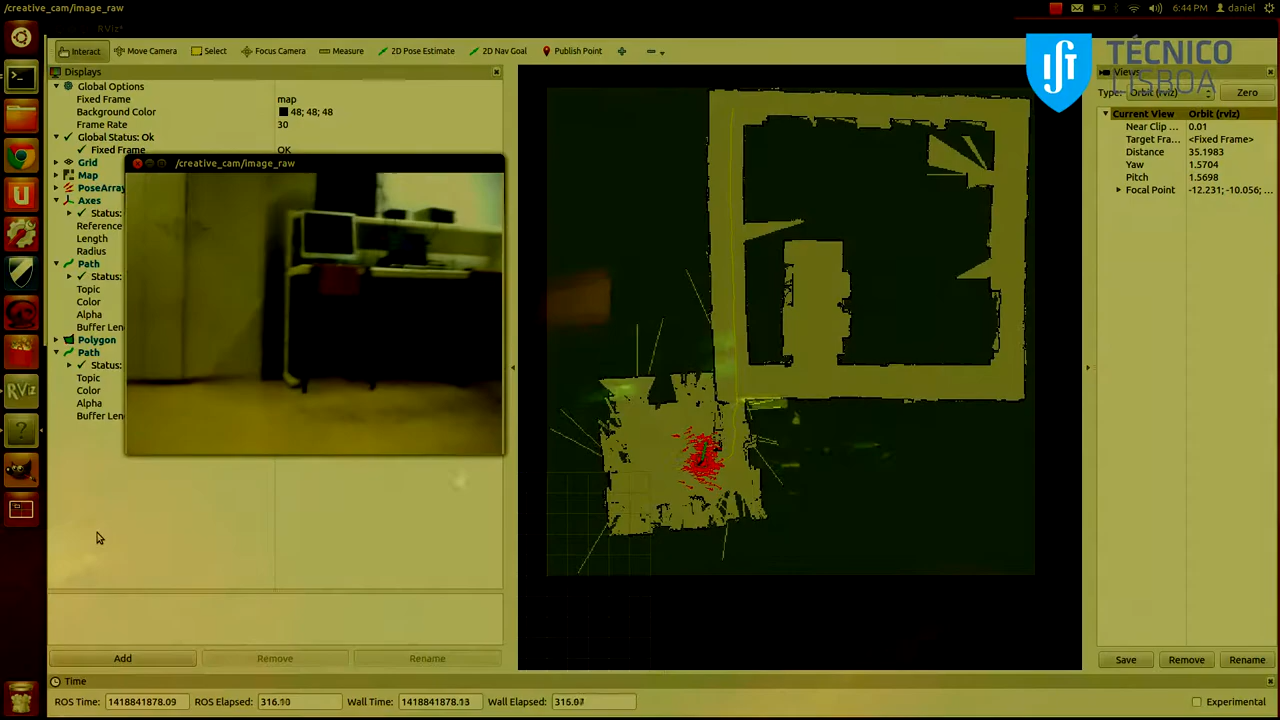 /creative_cam/image_raw
6:44 PM
daniel
RViz*
Interact
Move Camera
Select
Focus Camera
Measure
2D Pose Estimate
2D Nav Goal
Publish Point
TÉCNICO
LISBOA
Displays
Global Options
Fixed Frame
map
Background Color
48; 48; 48
Frame Rate
30
Global Status: Ok
Fixed Frame
OK
Grid
Map
PoseArray
Axes
Status:
Reference
Length
Radius
Path
Status:
Topic
Color
Alpha
Buffer Len
Polygon
Path
Status:
Topic
Color
Alpha
Buffer Len
/creative_cam/image_raw
Views
Type:
Orbit (rviz)
Zero
Current View
Orbit (rviz)
Near Clip ...
0.01
Target Fra...
<Fixed Frame>
Distance
35.1983
Yaw
1.5704
Pitch
1.5698
Focal Point
-12.231; -10.056; ...
RViz
Add
Remove
Rename
Save
Remove
Rename
Time
ROS Time:
1418841878.09
ROS Elapsed:
Wall Time:
Wall Elapsed:
Experimental